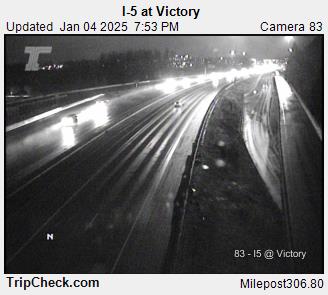 I-5 at Victory
Updated Jan 04 2025 7:53 PM Camera 83
T
N
83 - I5 @ Victory
TripCheck.com Milepost306.80